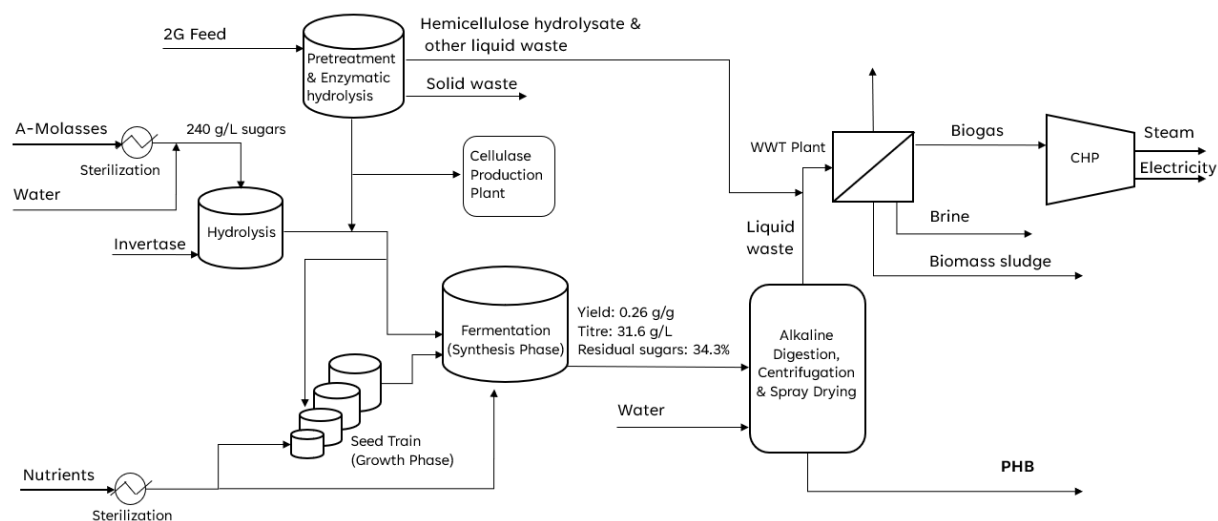 2G Feed
Pretreatment
& Enzymatic
hydrolysis
Hemicellulose hydrolysate &
other liquid waste
Solid waste
A-Molasses
Sterilization
240 g/L sugars
Water
Cellulase
Production
Plant
Hydrolysis
Invertase
WWT Plant
Biogas
CHP
Steam
Electricity
Brine
Biomass sludge
Liquid
waste
Fermentation
(Synthesis Phase)
Yield: 0.26 g/g
Titre: 31.6 g/L
Residual sugars: 34.3%
Alkaline
Digestion,
Centrifugation
& Spray Drying
Water
Seed Train
(Growth Phase)
Nutrients
Sterilization
PHB